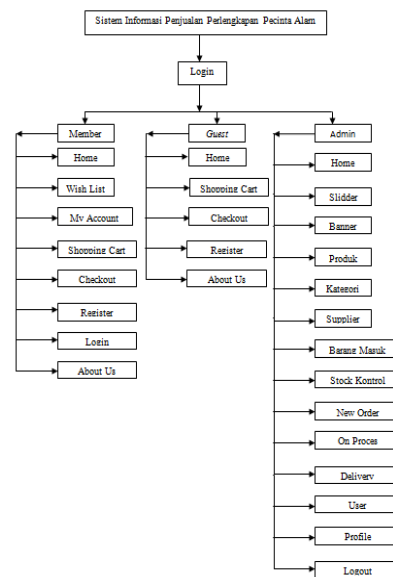 Sistem Informasi Penjualan Perlengkapan Pecinta Alam
Login
Member
Home
Wish List
My Account
Shopping Cart
Checkout
Register
Login
About Us
Guest
Home
Shopping Cart
Checkout
Register
About Us
Admin
Home
Slidder
Banner
Produk
Kategori
Supplier
Barang Masuk
Stock Kontrol
New Order
On Proces
Delivery
User
Profile
Logout